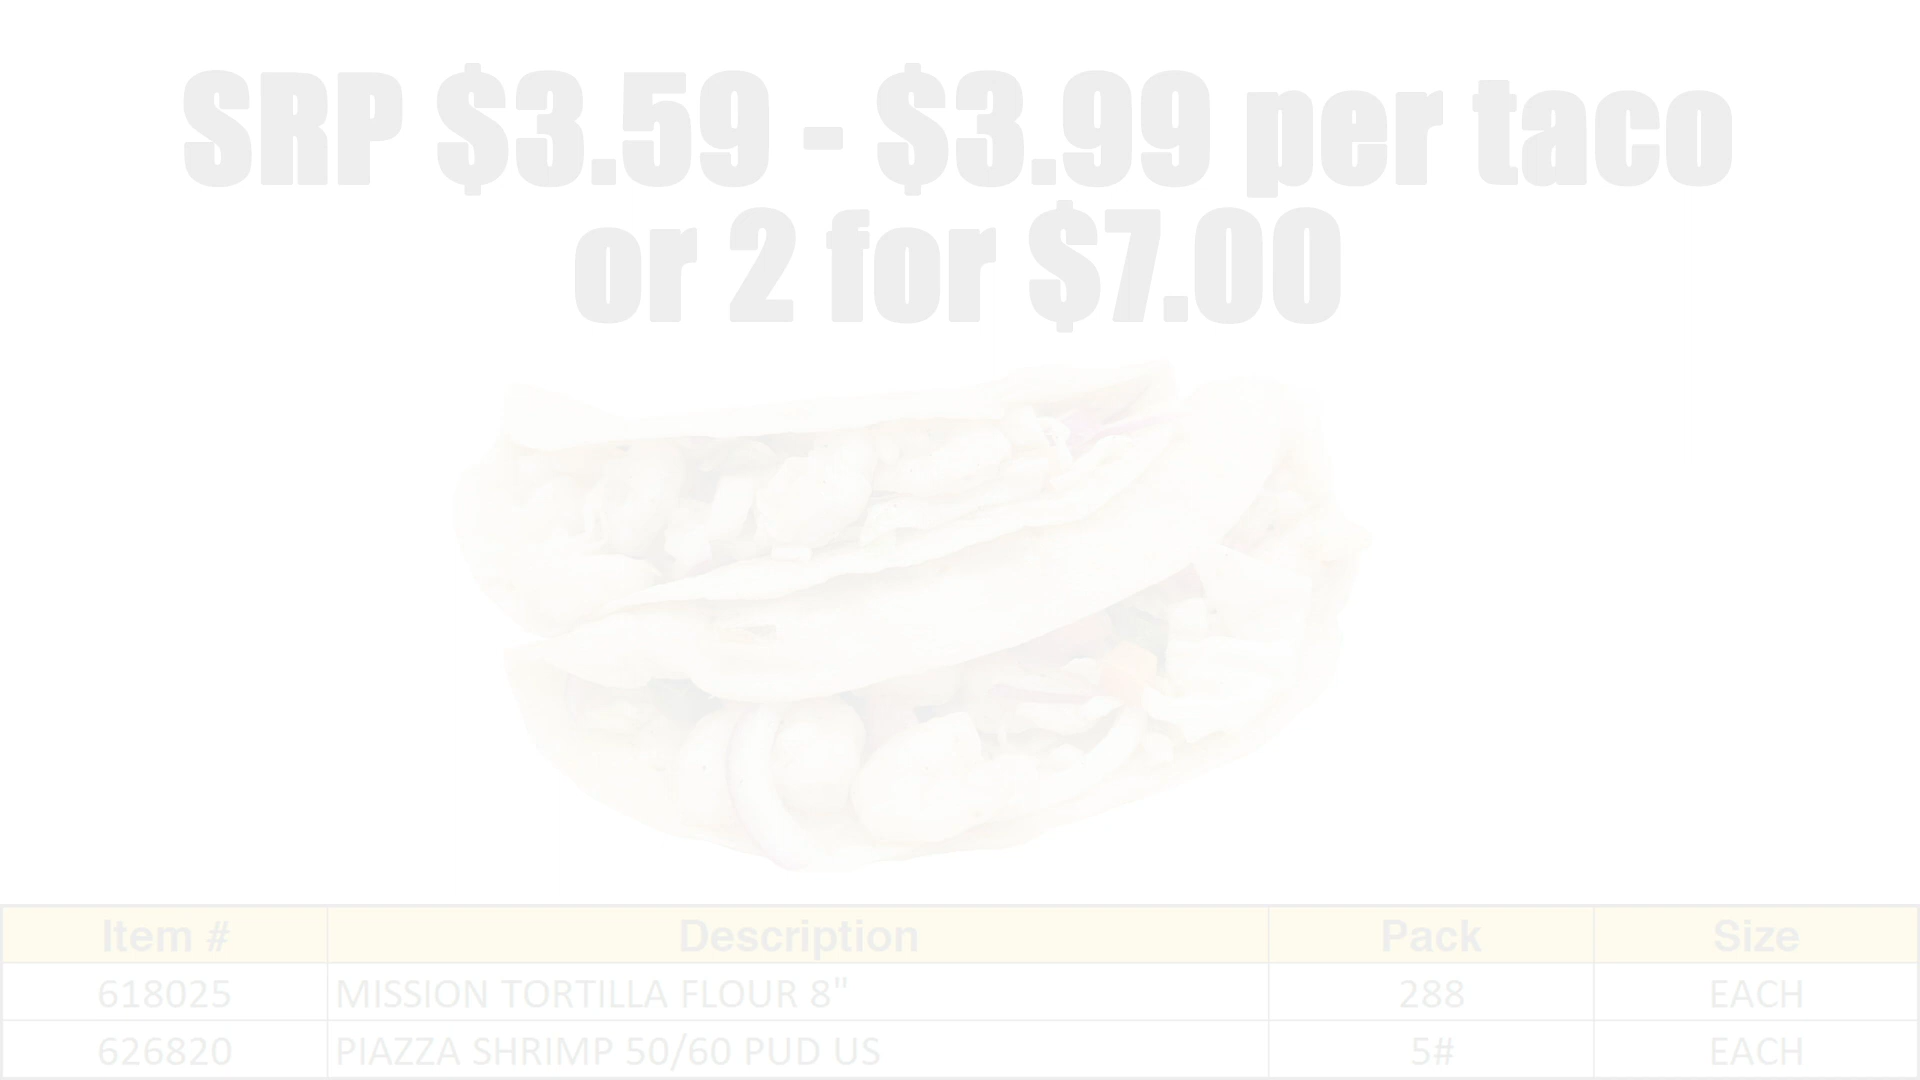 SRP $3.59 - $3.99 per taco
or 2 for $7.00
Item # Description Pack Size
618025 MISSION TORTILLA FLOUR 8" 288 EACH
626820 PIAZZA SHRIMP 50/60 PUD US 5# EACH